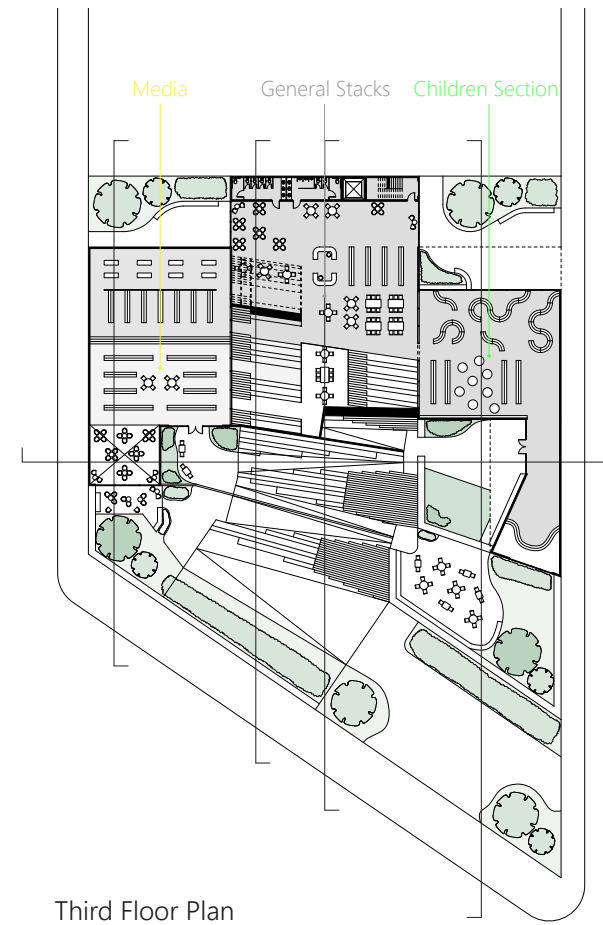 Media
General Stacks
Children Section
Third Floor Plan